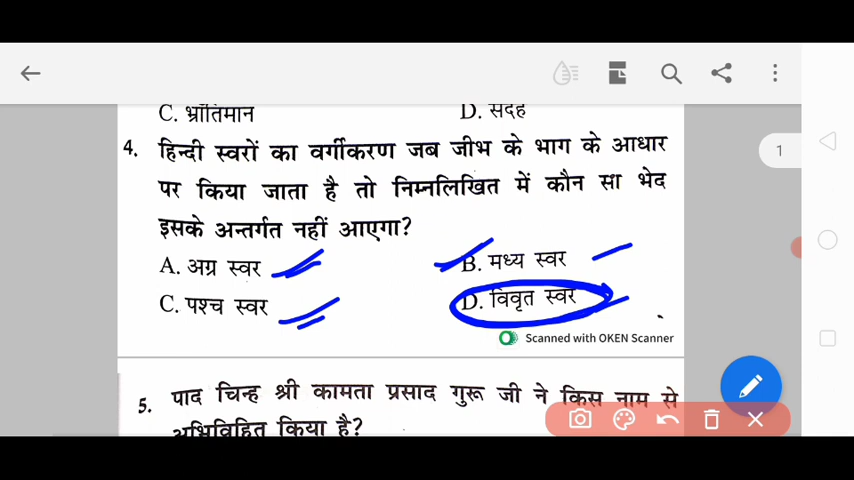 C. भ्राँतिमान
D. संदेह
4. हिन्दी स्वरों का वर्गीकरण जब जीभ के भाग के आधार
पर किया जाता है तो निम्नलिखित में कौन सा भेद
इसके अन्तर्गत नहीं आएगा?
A. अग्र स्वर
B. मध्य स्वर
C. पश्च स्वर
D. विवृत स्वर
Scanned with OKEN Scanner
5. पाद चिन्ह श्री कामता प्रसाद गुरू जी ने किस नाम से
अभिविहित किया है?
1